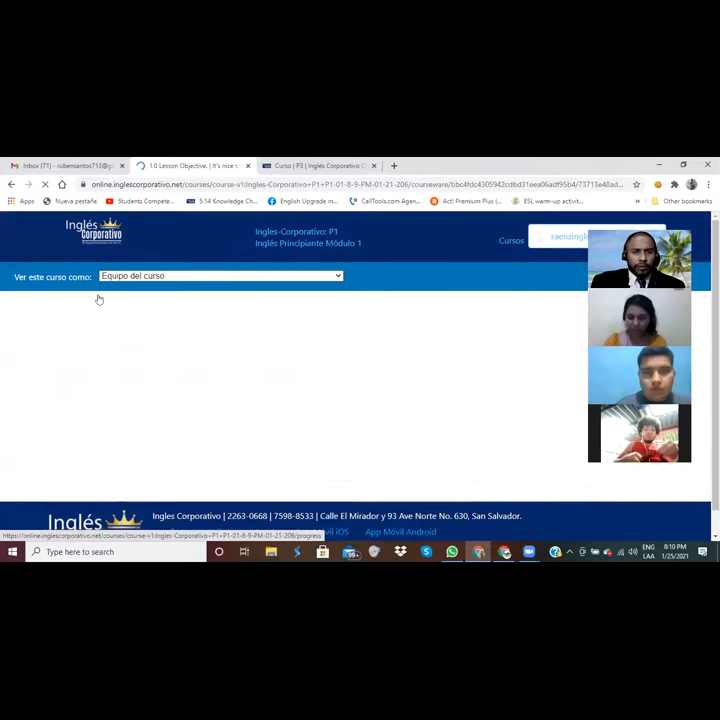 Inbox (71) - rubensantos713@g
1.0 Lesson Objective. | It's nice t
Curso | P3 | Inglés Corporativo O
online.inglescorporativo.net/courses/course-v1:Ingles-Corporativo+P1+P1-01-8-9-PM-01-21-206/courseware/bbc4fdc4305942cdbd31eea06adf95b4/73713e48ad...
Apps
Nueva pestaña
Students Compete...
5.14 Knowledge Ch...
English Upgrade m...
CallTools.com Agen...
Act! Premium Plus (...
ESL warm-up activit...
»
Other bookmarks
Inglés
Corporativo
Ingles-Corporativo: P1
Inglés Principiante Módulo 1
Cursos
saenzingle
Ver este curso como:
Equipo del curso
Inglés
Ingles Corporativo | 2263-0668 | 7598-8533 | Calle El Mirador y 93 Ave Norte No. 630, San Salvador.
vil iOS
App Móvil Android
https://online.inglescorporativo.net/courses/course-v1:Ingles-Corporativo+P1+P1-01-8-9-PM-01-21-206/progress
Type here to search
99+
ENG
LAA
8:10 PM
1/25/2021